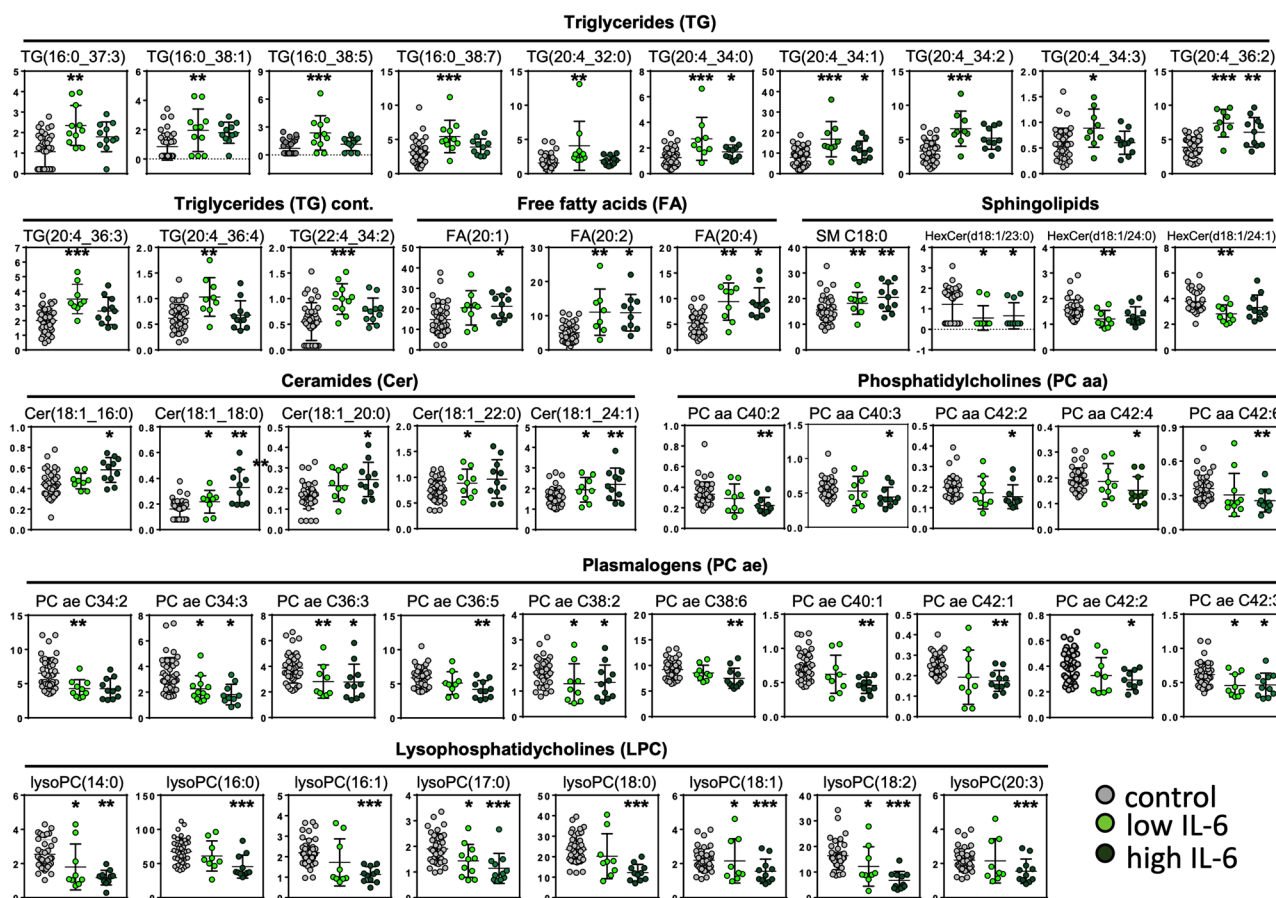 Triglycerides (TG)
TG(16:0_37:3) TG(16:0_38:1) TG(16:0_38:5) TG(16:0_38:7) TG(20:4_32:0) TG(20:4_34:0) TG(20:4_34:1) TG(20:4_34:2) TG(20:4_34:3) TG(20:4_36:2)
** ** *** *** ** *** * *** * *** * *** **
Triglycerides (TG) cont. Free fatty acids (FA) Sphingolipids
TG(20:4_36:3) TG(20:4_36:4) TG(22:4_34:2) FA(20:1) FA(20:2) FA(20:4) SM C18:0 HexCer(d18:1/23:0) HexCer(d18:1/24:0) HexCer(d18:1/24:1)
*** ** *** * ** * ** * ** ** * * ** **
Ceramides (Cer) Phosphatidylcholines (PC aa)
Cer(18:1_16:0) Cer(18:1_18:0) Cer(18:1_20:0) Cer(18:1_22:0) Cer(18:1_24:1) PC aa C40:2 PC aa C40:3 PC aa C42:2 PC aa C42:4 PC aa C42:6
* * ** ** * * * ** ** * * * **
Plasmalogens (PC ae)
PC ae C34:2 PC ae C34:3 PC ae C36:3 PC ae C36:5 PC ae C38:2 PC ae C38:6 PC ae C40:1 PC ae C42:1 PC ae C42:2 PC ae C42:3
** * * ** * ** * * ** ** ** * * *
Lysophosphatidycholines (LPC)
lysoPC(14:0) lysoPC(16:0) lysoPC(16:1) lysoPC(17:0) lysoPC(18:0) lysoPC(18:1) lysoPC(18:2) lysoPC(20:3)
* ** *** *** * *** *** * *** * *** ***
control
low IL-6
high IL-6